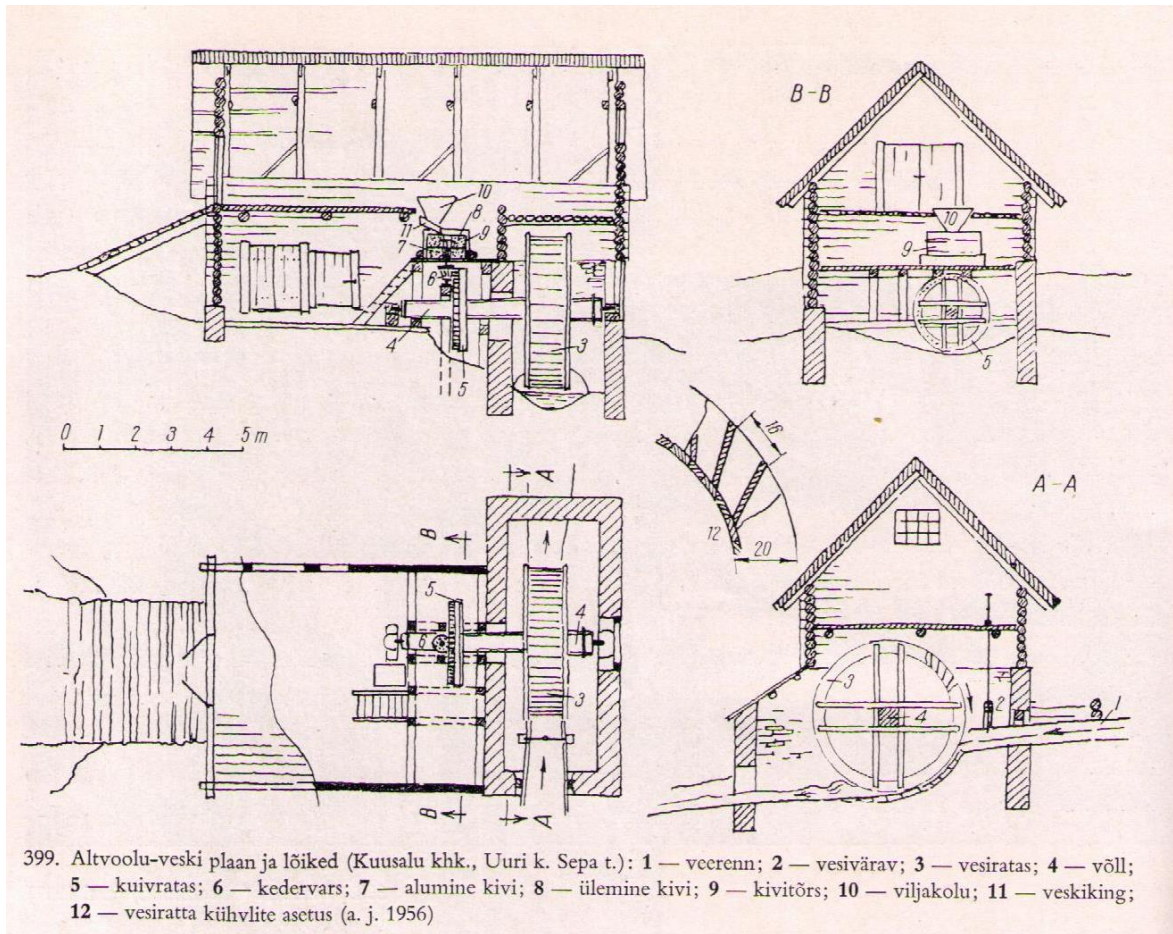 B-B
10
8
9
11
7
6
4
3
5
10
9
5
0 1 2 3 4 5 m
16
12
20
A-A
A
B
5
4
6
3
B
A
3
4
2
1
399. Altvoolu-veski plaan ja lõiked (Kuusalu khk., Uuri k. Sepa t.): 1 — veerenn; 2 — vesivärav; 3 — vesiratas; 4 — võll;
5 — kuivratas; 6 — kedervars; 7 — alumine kivi; 8 — ülemine kivi; 9 — kivitõrs; 10 — viljakolu; 11 — veskiking;
12 — vesiratta kühvlite asetus (a. j. 1956)